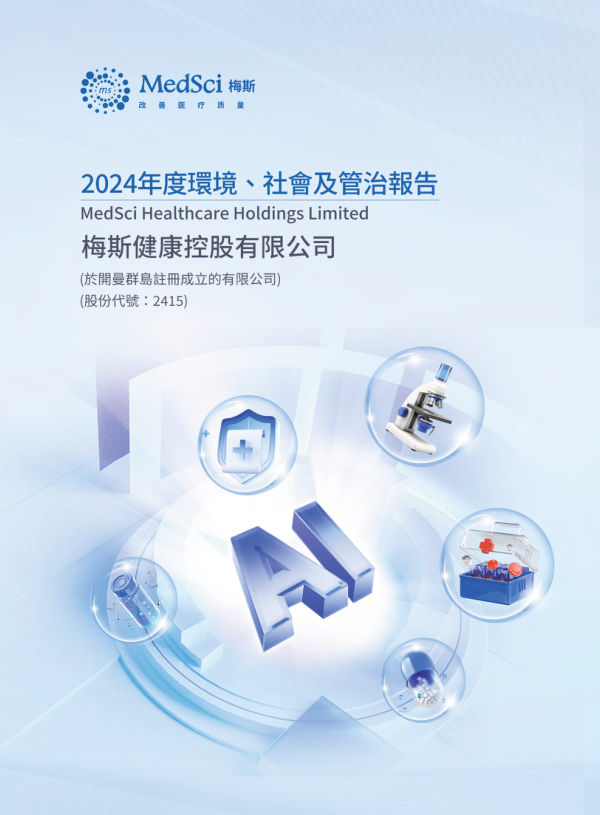 ms MedSci 梅斯
改善医疗质量
2024年度環境、社會及管治報告
MedSci Healthcare Holdings Limited
梅斯健康控股有限公司
(於開曼群島註冊成立的有限公司)
(股份代號：2415)
AI